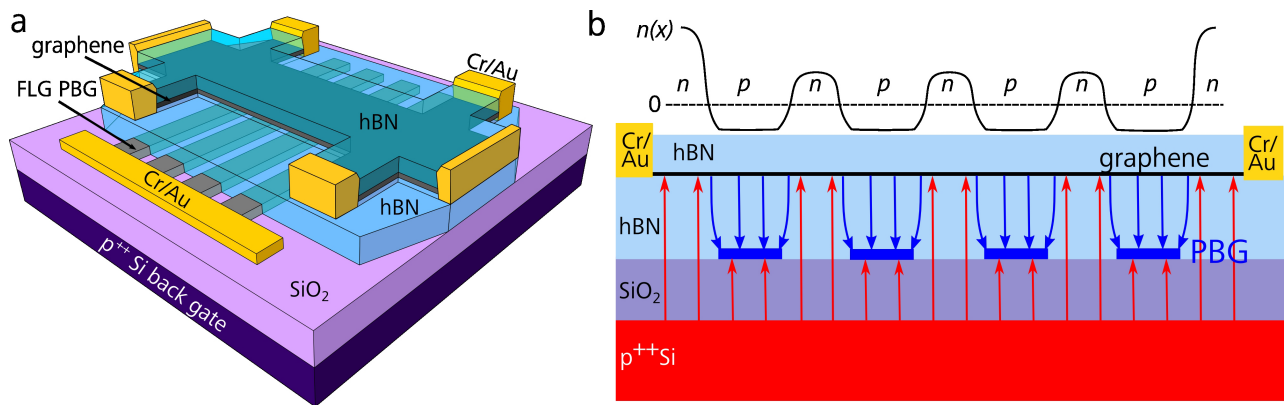 a
graphene
FLG PBG
Cr/Au
hBN
Cr/Au
hBN
SiO₂
p⁺⁺ Si back gate
b
n(x)
n p n p n p n p n
0
Cr/
Au
hBN
graphene
Cr/
Au
hBN
PBG
SiO₂
p⁺⁺Si